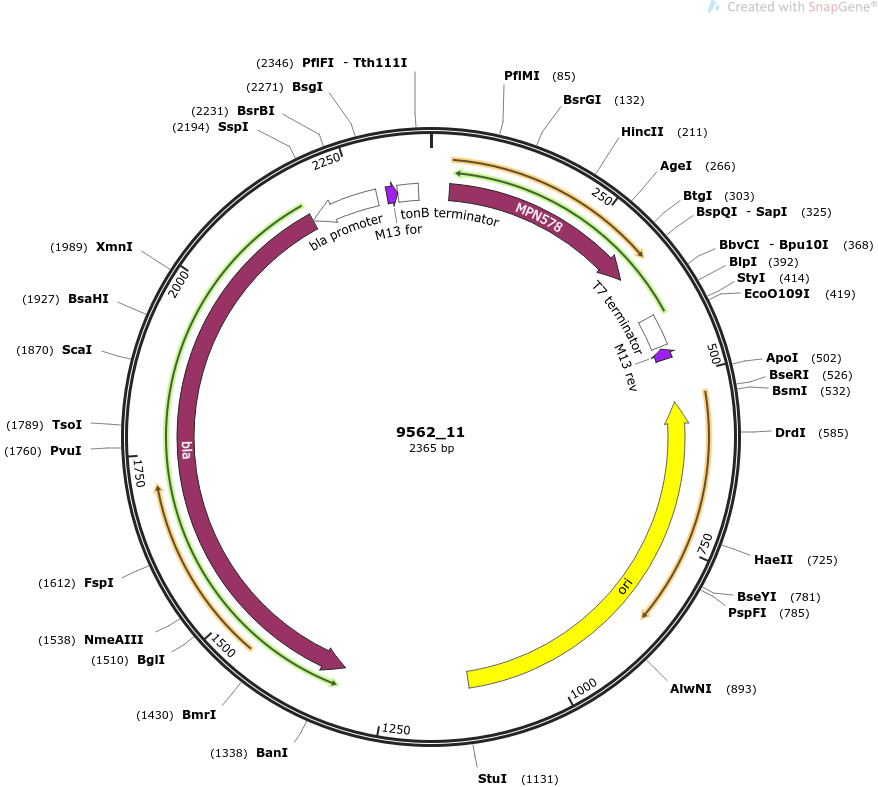 Created with SnapGene®
(2346) PflFI - Tth111I
(2271) BsgI
(2231) BsrBI
(2194) SspI
PflMI (85)
BsrGI (132)
HincII (211)
AgeI (266)
BtgI (303)
BspQI - SapI (325)
BbvCI - Bpu10I (368)
BlpI (392)
StyI (414)
EcoO109I (419)
ApoI (502)
BseRI (526)
BsmI (532)
DrdI (585)
HaeII (725)
BseYI (781)
PspFI (785)
AlwNI (893)
StuI (1131)
(1338) BanI
(1430) BmrI
(1510) BglI
(1538) NmeAIII
(1612) FspI
(1760) PvuI
(1789) TsoI
(1870) ScaI
(1927) BsaHI
(1989) XmnI
250
500
750
1000
1250
1500
1750
2000
2250
MPN578
T7 terminator
M13 rev
ori
bla
bla promoter
M13 for
tonB terminator
9562_11
2365 bp